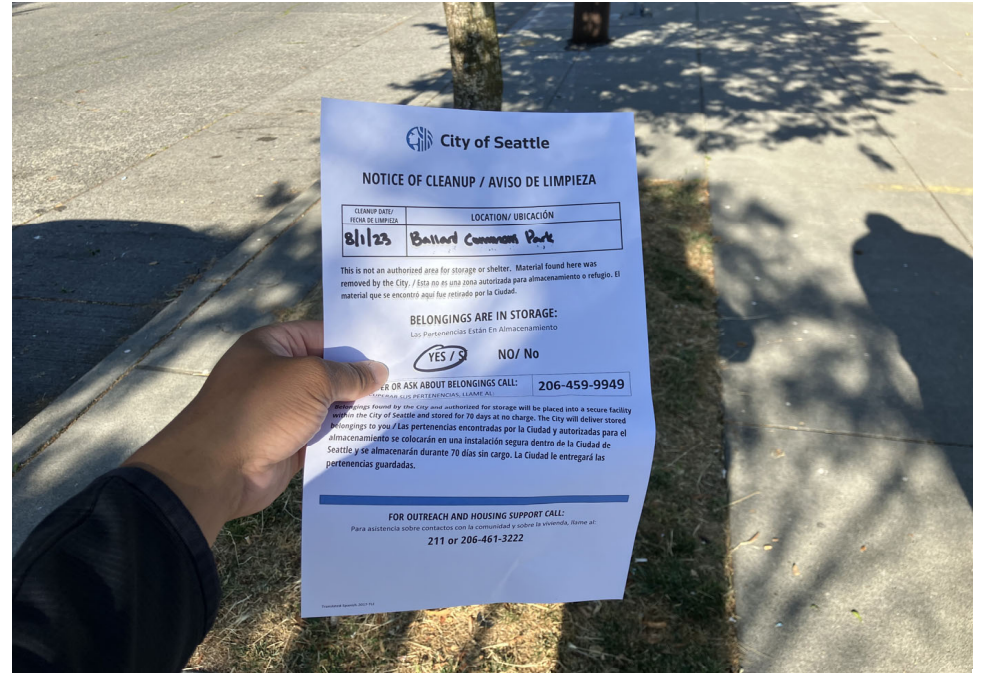 City of Seattle
NOTICE OF CLEANUP / AVISO DE LIMPIEZA
CLEANUP DATE/
FECHA DE LIMPIEZA
LOCATION/ UBICACIÓN
8/1/23
Ballard Commons Park
This is not an authorized area for storage or shelter. Material found here was
removed by the City. / Esta no es una zona autorizada para almacenamiento o refugio. El
material que se encontró aquí fue retirado por la Ciudad.
BELONGINGS ARE IN STORAGE:
Las Pertenencias Están En Almacenamiento
YES / S
NO/ No
ER OR ASK ABOUT BELONGINGS CALL:
206-459-9949
SUS PERTENENCIAS, LLAME AL:
Belongings found by the City and authorized for storage will be placed into a secure facility
within the City of Seattle and stored for 70 days at no charge. The City will deliver stored
belongings to you / Las pertenencias encontradas por la Ciudad y autorizadas para el
almacenamiento se colocarán en una instalación segura dentro de la Ciudad de
Seattle y se almacenarán durante 70 días sin cargo. La Ciudad le entregará las
pertenencias guardadas.
FOR OUTREACH AND HOUSING SUPPORT CALL:
Para asistencia sobre contactos con la comunidad y sobre la vivienda, llame al:
211 or 206-461-3222